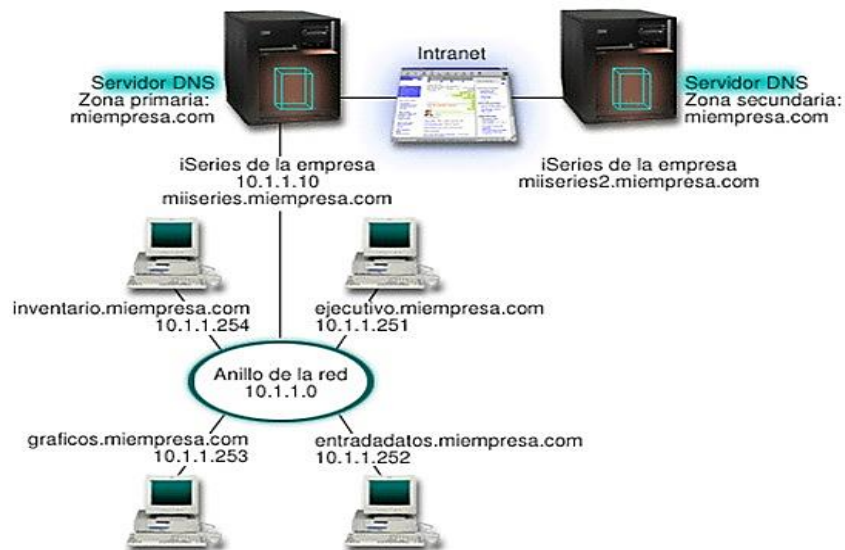 Intranet
Servidor DNS
Zona primaria:
miempresa.com
Servidor DNS
Zona secundaria:
miempresa.com
iSeries de la empresa
10.1.1.10
miiseries.miempresa.com
iSeries de la empresa
miiseries2.miempresa.com
inventario.miempresa.com
10.1.1.254
ejecutivo.miempresa.com
10.1.1.251
Anillo de la red
10.1.1.0
graficos.miempresa.com
10.1.1.253
entradadatos.miempresa.com
10.1.1.252